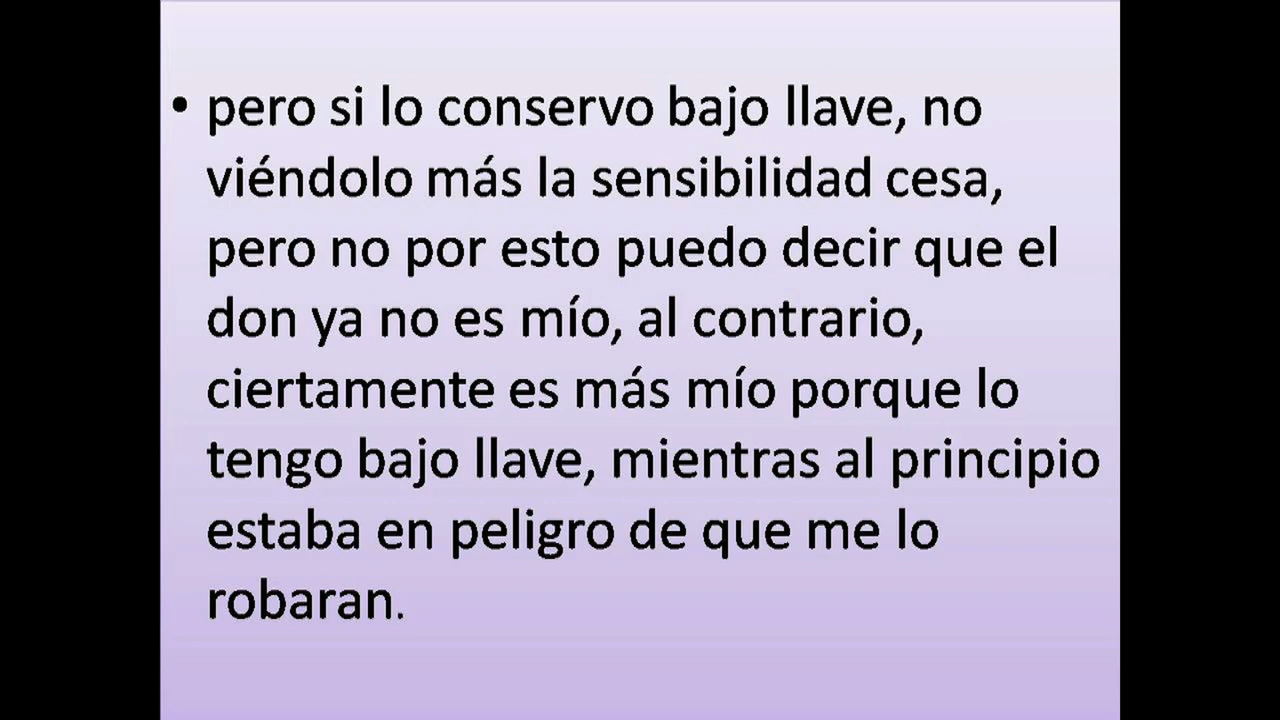 • pero si lo conservo bajo llave, no
viéndolo más la sensibilidad cesa,
pero no por esto puedo decir que el
don ya no es mío, al contrario,
ciertamente es más mío porque lo
tengo bajo llave, mientras al principio
estaba en peligro de que me lo
robaran.